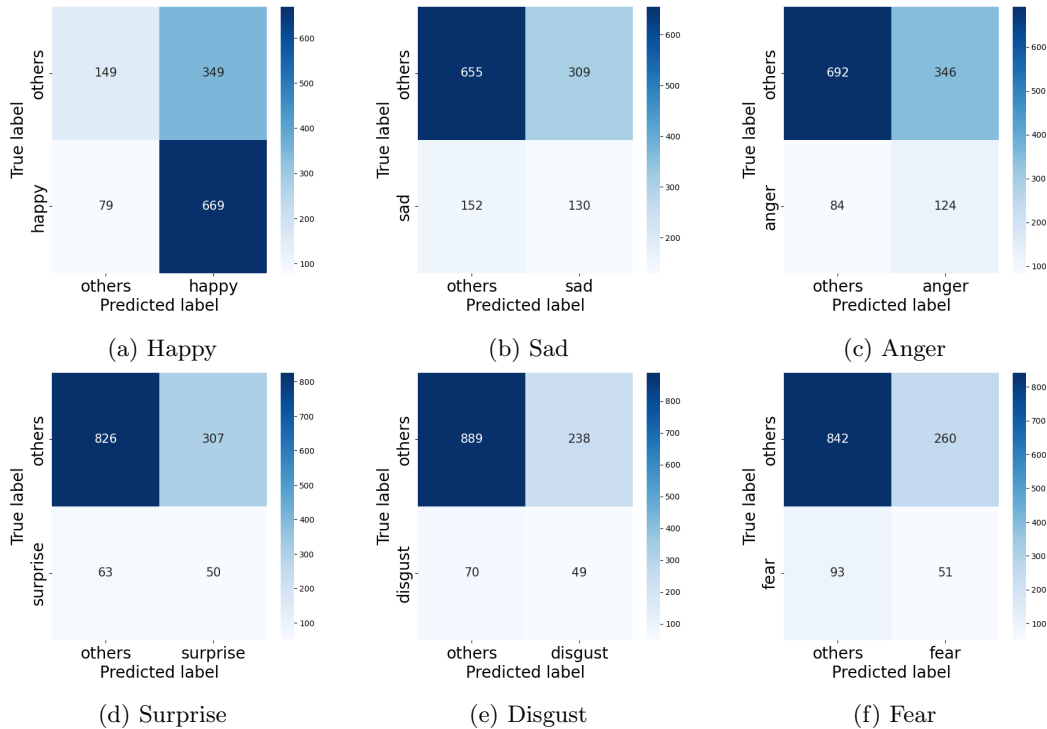 others
149
349
True label
happy
79
669
others
happy
Predicted label
600
500
400
300
200
100
(a) Happy
others
655
309
True label
sad
152
130
others
sad
Predicted label
600
500
400
300
200
(b) Sad
others
692
346
True label
anger
84
124
others
anger
Predicted label
600
500
400
300
200
100
(c) Anger
others
826
307
True label
surprise
63
50
others
surprise
Predicted label
800
700
600
500
400
300
200
100
(d) Surprise
others
889
238
True label
disgust
70
49
others
disgust
Predicted label
800
700
600
500
400
300
200
100
(e) Disgust
others
842
260
True label
fear
93
51
others
fear
Predicted label
800
700
600
500
400
300
200
100
(f) Fear